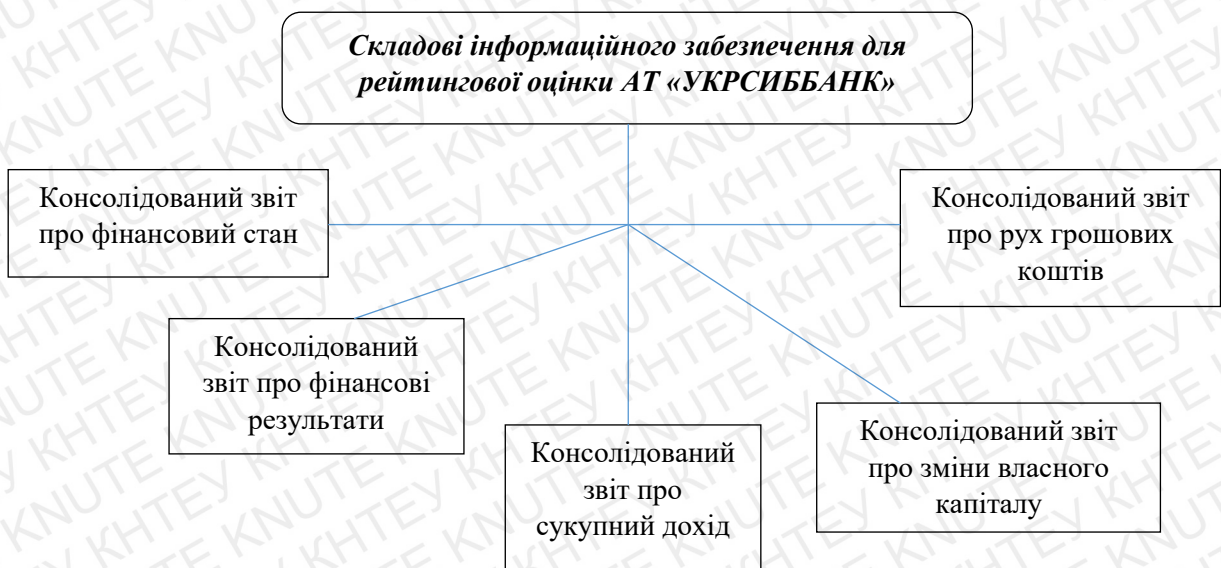 Складові інформаційного забезпечення для
рейтингової оцінки АТ «УКРСИББАНК»
Консолідований звіт
про фінансовий стан
Консолідований звіт
про рух грошових
коштів
Консолідований
звіт про фінансові
результати
Консолідований звіт
про зміни власного
капіталу
Консолідований
звіт про
сукупний дохід